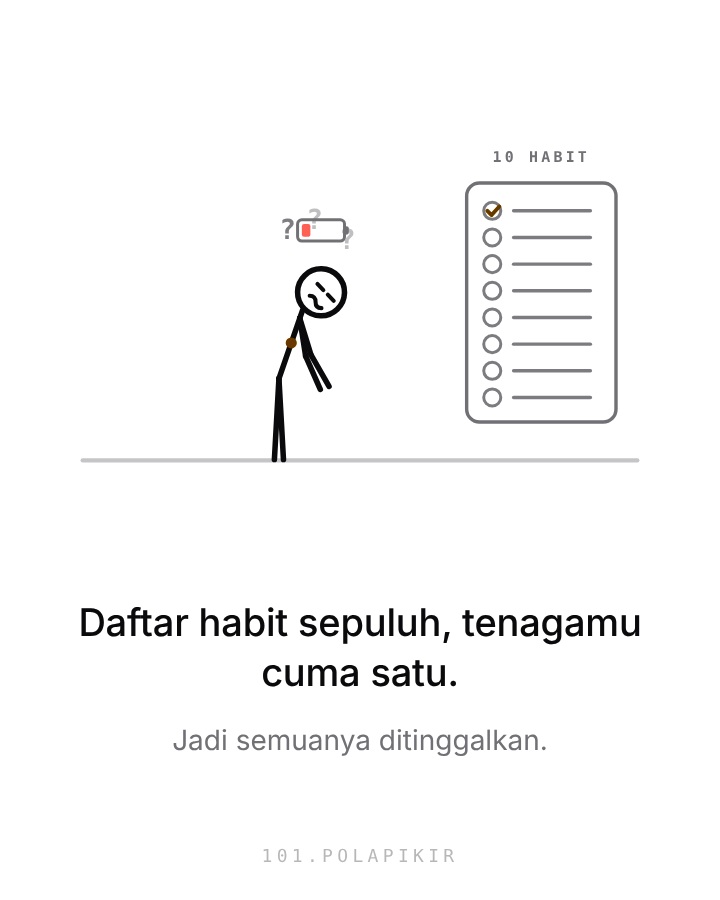 10 HABIT
? ? ?
Daftar habit sepuluh, tenagamu
cuma satu.
Jadi semuanya ditinggalkan.
101.POLAPIKIR